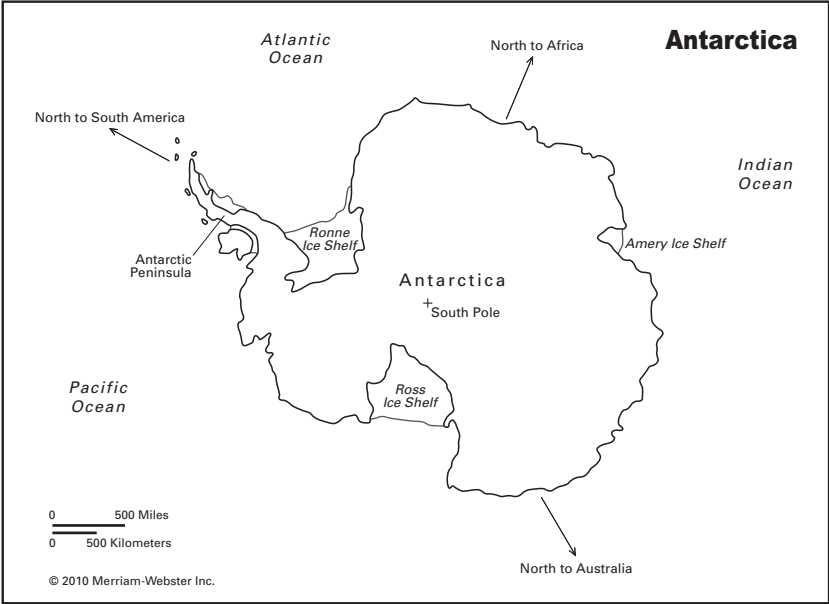 Antarctica
Atlantic
Ocean
North to Africa
North to South America
Indian
Ocean
Ronne
Ice Shelf
Amery Ice Shelf
Antarctic
Peninsula
Antarctica
South Pole
Pacific
Ocean
Ross
Ice Shelf
0 500 Miles
0 500 Kilometers
North to Australia
© 2010 Merriam-Webster Inc.